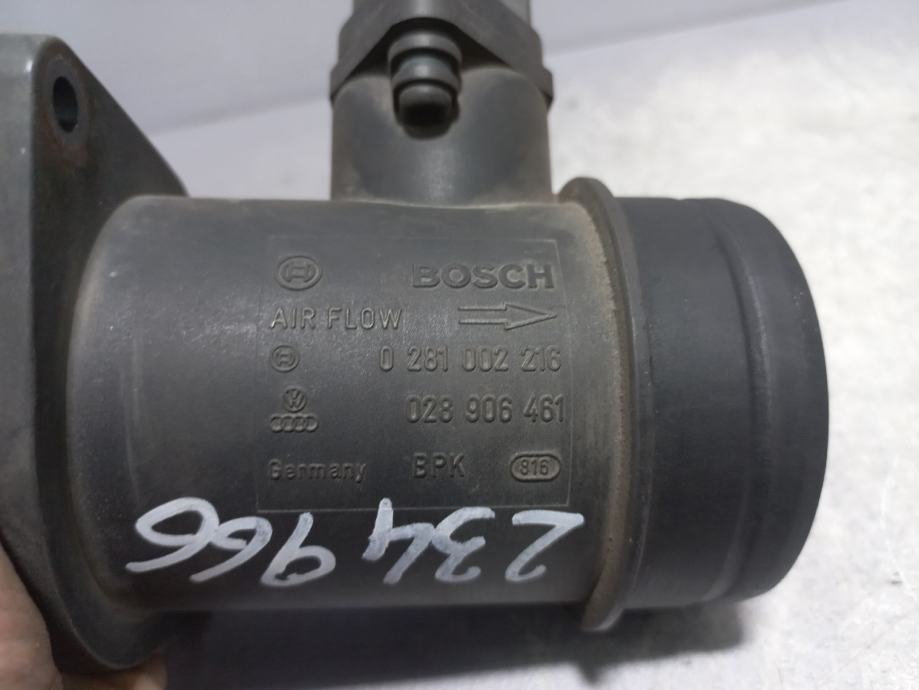 BOSCH
AIR FLOW
0 281 002 216
028 906 461
Germany BPK 816
234966